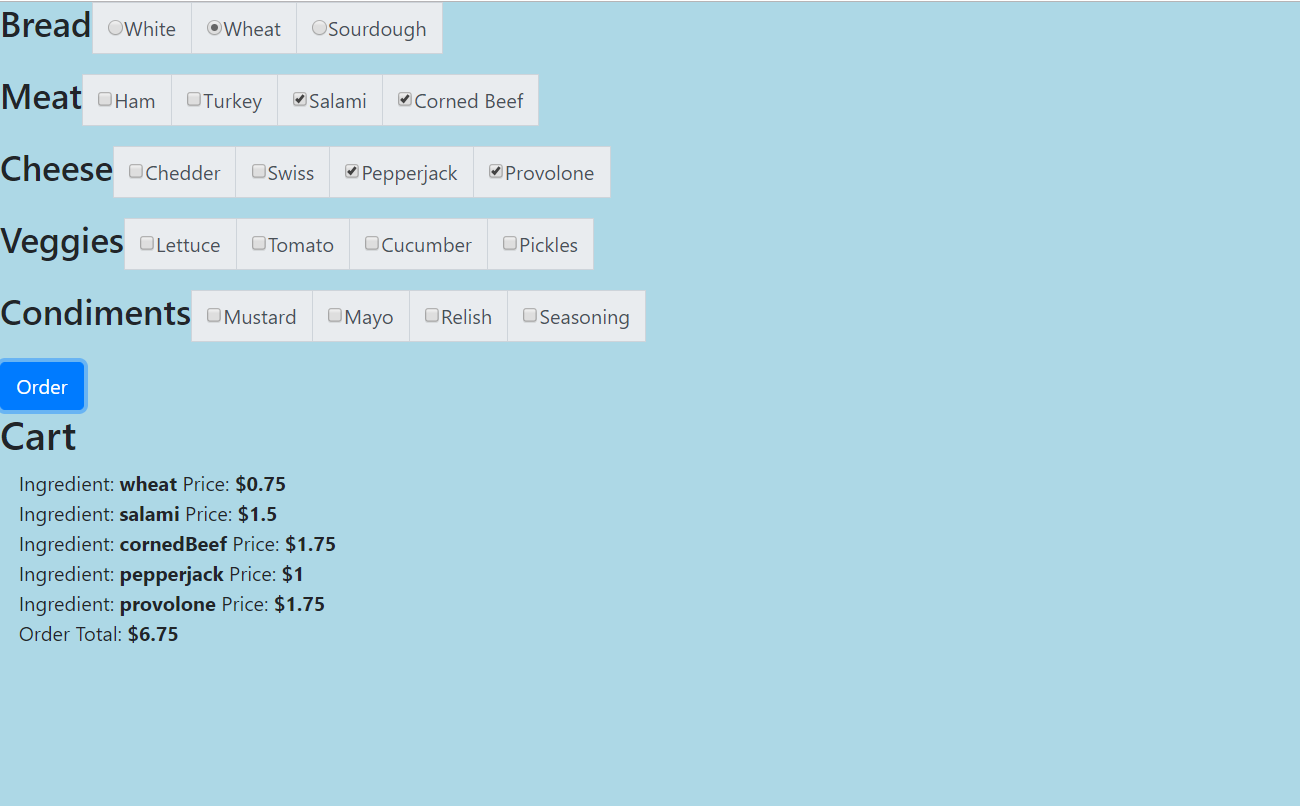 Bread White Wheat Sourdough
Meat Ham Turkey Salami Corned Beef
Cheese Chedder Swiss Pepperjack Provolone
Veggies Lettuce Tomato Cucumber Pickles
Condiments Mustard Mayo Relish Seasoning
Order
Cart
Ingredient: wheat Price: $0.75
Ingredient: salami Price: $1.5
Ingredient: cornedBeef Price: $1.75
Ingredient: pepperjack Price: $1
Ingredient: provolone Price: $1.75
Order Total: $6.75